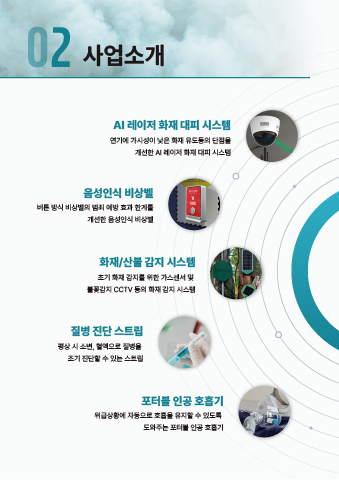 02 사업소개
AI 레이저 화재 대피 시스템
연기에 가시성이 낮은 화재 유도등의 단점을
개선한 AI 레이저 화재 대피 시스템
음성인식 비상벨
버튼 방식 비상벨의 범죄 예방 효과 한계를
개선한 음성인식 비상벨
화재/산불 감지 시스템
초기 화재 감지를 위한 가스센서 및
불꽃감지 CCTV 등의 화재 감지 시스템
질병 진단 스트립
평상 시 소변, 혈액으로 질병을
조기 진단할 수 있는 스트립
포터블 인공 호흡기
위급상황에 자동으로 호흡을 유지할 수 있도록
도와주는 포터블 인공 호흡기